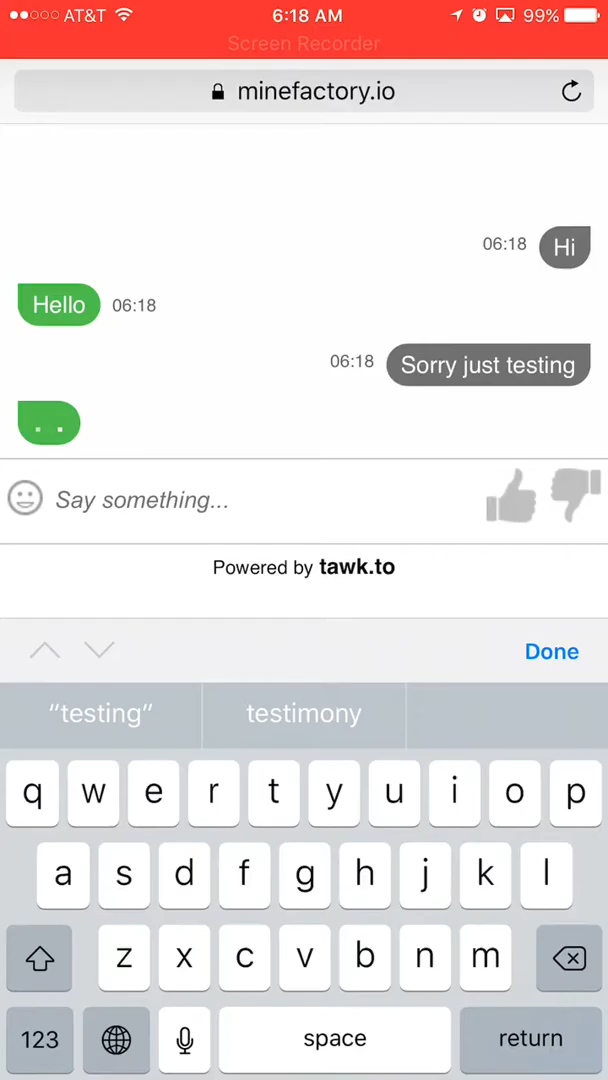 AT&T 6:18 AM 99%
Screen Recorder
minefactory.io
06:18 Hi
Hello 06:18
06:18 Sorry just testing
. .
Say something...
Powered by tawk.to
Done
"testing" testimony
q w e r t y u i o p
a s d f g h j k l
z x c v b n m
123 space return